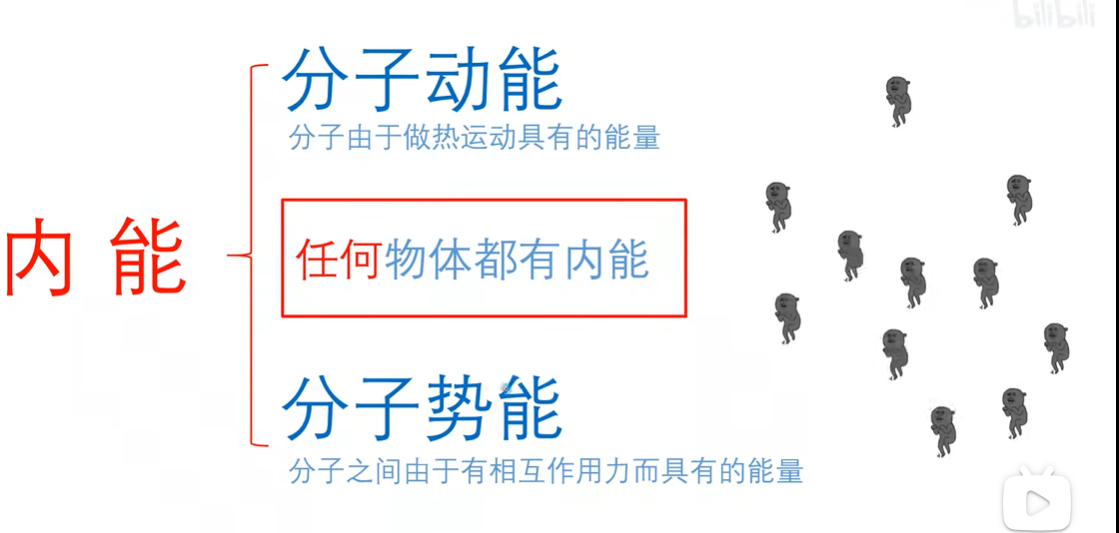 bilibili
分子动能
分子由于做热运动具有的能量
内 能
任何物体都有内能
分子势能
分子之间由于有相互作用力而具有的能量